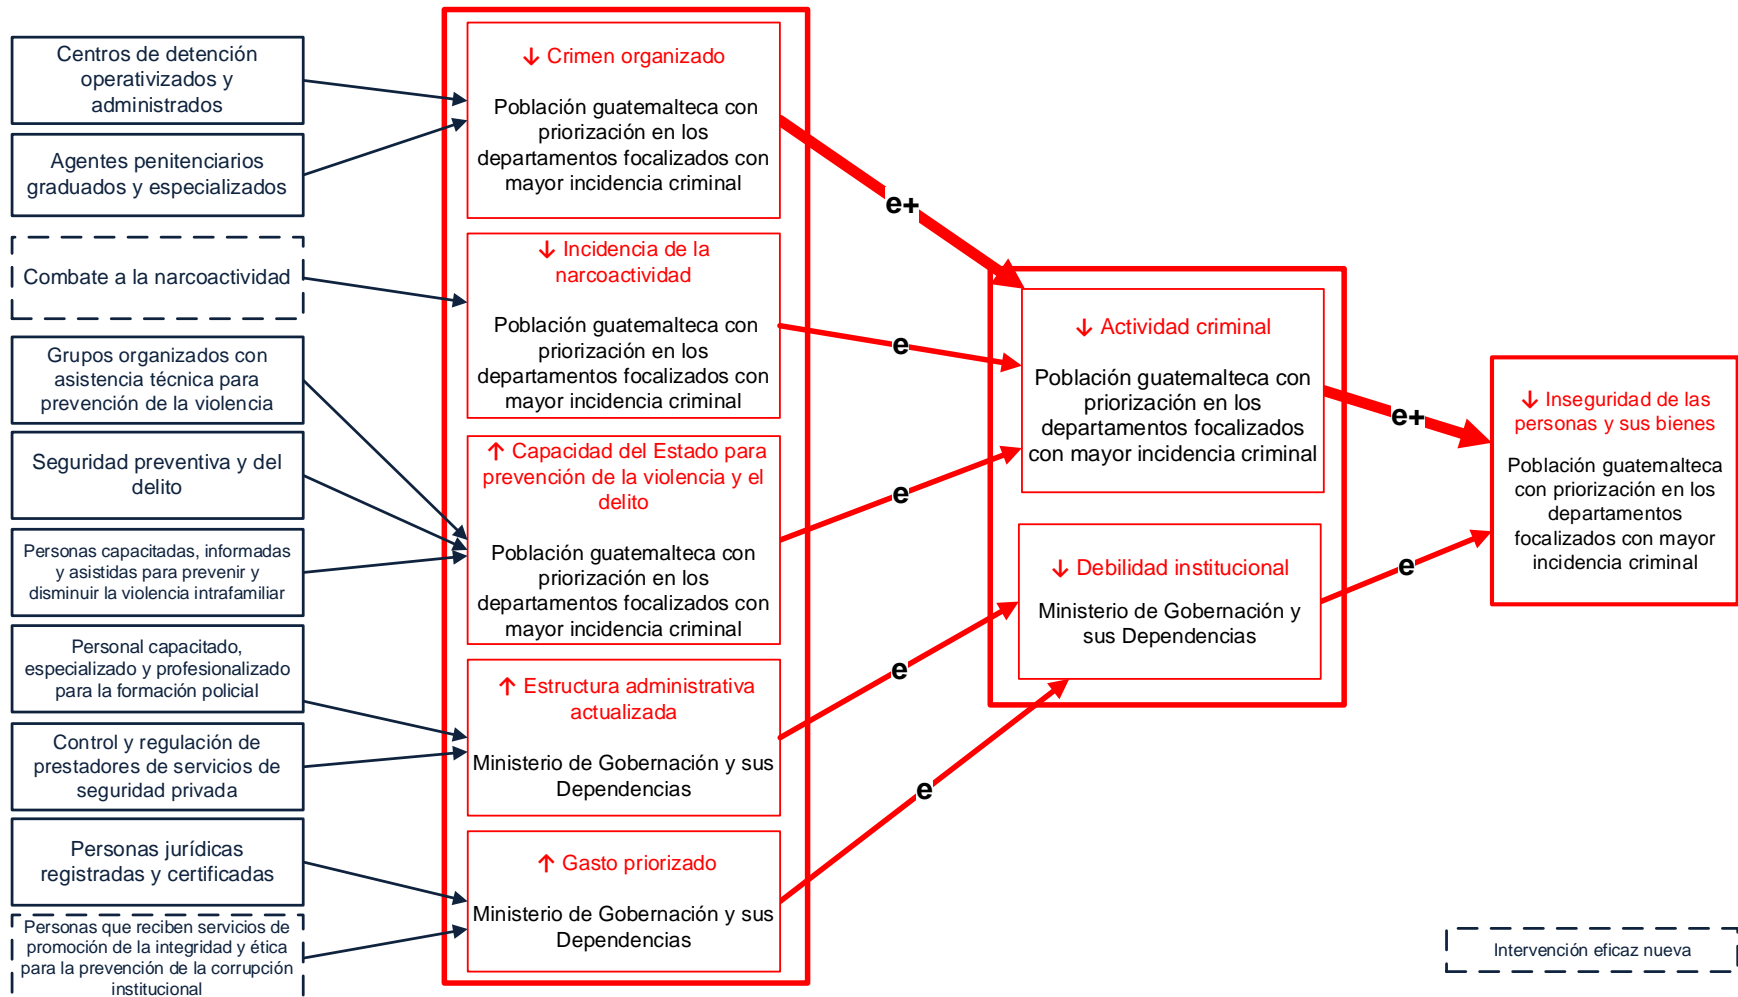 Centros de detención
operativizados y
administrados
Agentes penitenciarios
graduados y especializados
Combate a la narcoactividad
Grupos organizados con
asistencia técnica para
prevención de la violencia
Seguridad preventiva y del
delito
Personas capacitadas, informadas
y asistidas para prevenir y
disminuir la violencia intrafamiliar
Personal capacitado,
especializado y profesionalizado
para la formación policial
Control y regulación de
prestadores de servicios de
seguridad privada
Personas jurídicas
registradas y certificadas
Personas que reciben servicios de
promoción de la integridad y ética
para la prevención de la corrupción
institucional
↓ Crimen organizado
Población guatemalteca con
priorización en los
departamentos focalizados con
mayor incidencia criminal
↓ Incidencia de la
narcoactividad
Población guatemalteca con
priorización en los
departamentos focalizados con
mayor incidencia criminal
↑ Capacidad del Estado para
prevención de la violencia y el
delito
Población guatemalteca con
priorización en los
departamentos focalizados con
mayor incidencia criminal
↑ Estructura administrativa
actualizada
Ministerio de Gobernación y sus
Dependencias
↑ Gasto priorizado
Ministerio de Gobernación y sus
Dependencias
e+
e
e
e
e
↓ Actividad criminal
Población guatemalteca con
priorización en los
departamentos focalizados
con mayor incidencia criminal
↓ Debilidad institucional
Ministerio de Gobernación y
sus Dependencias
e+
e
↓ Inseguridad de las
personas y sus bienes
Población guatemalteca
con priorización en los
departamentos
focalizados con mayor
incidencia criminal
Intervención eficaz nueva